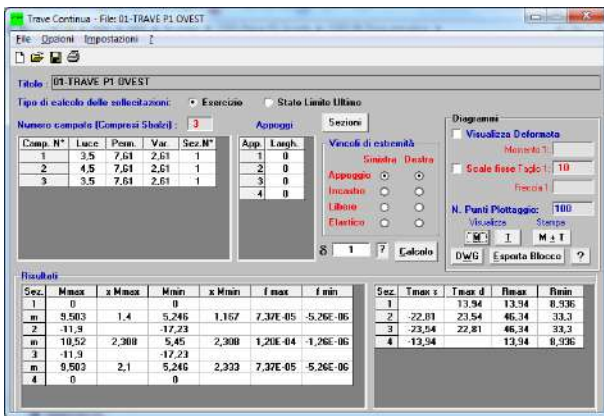 Trave Continua - File: 01-TRAVE P1 OVEST
File Opzioni Impostazioni ?
Titolo : 01-TRAVE P1 OVEST
Tipo di calcolo delle sollecitazioni: Esercizio Stato Limite Ultimo
Numero campate (Compresi Sbalzi) : 3 Appoggi Sezioni
Camp. N° Luce Perm. Var. Sez.N°
1 3,5 7,61 2,61 1
2 4,5 7,61 2,61 1
3 3,5 7,61 2,61 1
App. Largh.
1 0
2 0
3 0
4 0
Vincoli di estremità
Sinistra Destra
Appoggio
Incastro
Libero
Elastico
δ 1 ? Calcolo
Diagrammi
Visualizza Deformata
Momento 1:
Scale fisse Taglio 1: 10
Freccia 1:
N. Punti Plottaggio: 100
Visualizza Stampa
M T M + T
DWG Esporta Blocco ?
Risultati
Sez. Mmax x Mmax Mmin x Mmin f max f min
1 0 0
m 9,503 1,4 5,246 1,167 7,37E-05 -5,26E-06
2 -11,9 -17,23
m 10,52 2,308 5,45 2,308 1,20E-04 -1,26E-06
3 -11,9 -17,23
m 9,503 2,1 5,246 2,333 7,37E-05 -5,26E-06
4 0 0
Sez. Tmax s Tmax d Rmax Rmin
1 13,94 13,94 8,936
2 -22,81 23,54 46,34 33,3
3 -23,54 22,81 46,34 33,3
4 -13,94 13,94 8,936